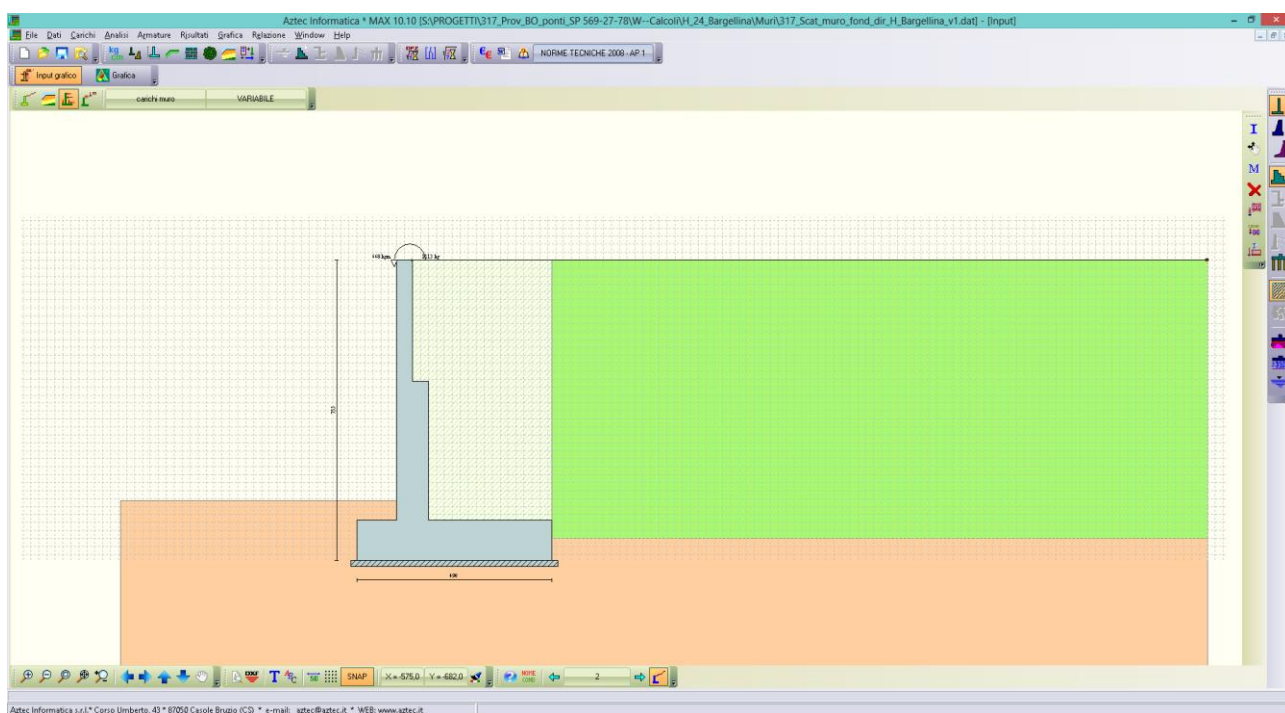 Aztec Informatica * MAX 10.10 [S:\PROGETTI\317_Prov_BO_ponti_SP 569-27-78\W--Calcoli\H_24_Bargellina\Muri\317_Scat_muro_fond_dir_H_Bargellina_v1.dat] - [Input]
File Dati Carichi Analisi Armature Risultati Grafica Relazione Window Help
NORME TECNICHE 2008 - AP.1
Input grafico Grafica
carichi muro VARIABILE
M
SNAP X = -575,0 Y = -682,0 2
Aztec Informatica s.r.l.* Corso Umberto, 43 * 87050 Casole Bruzio (CS) * e-mail: aztec@aztec.it * WEB: www.aztec.it